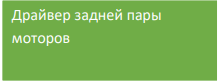 Драйвер задней пары
моторов